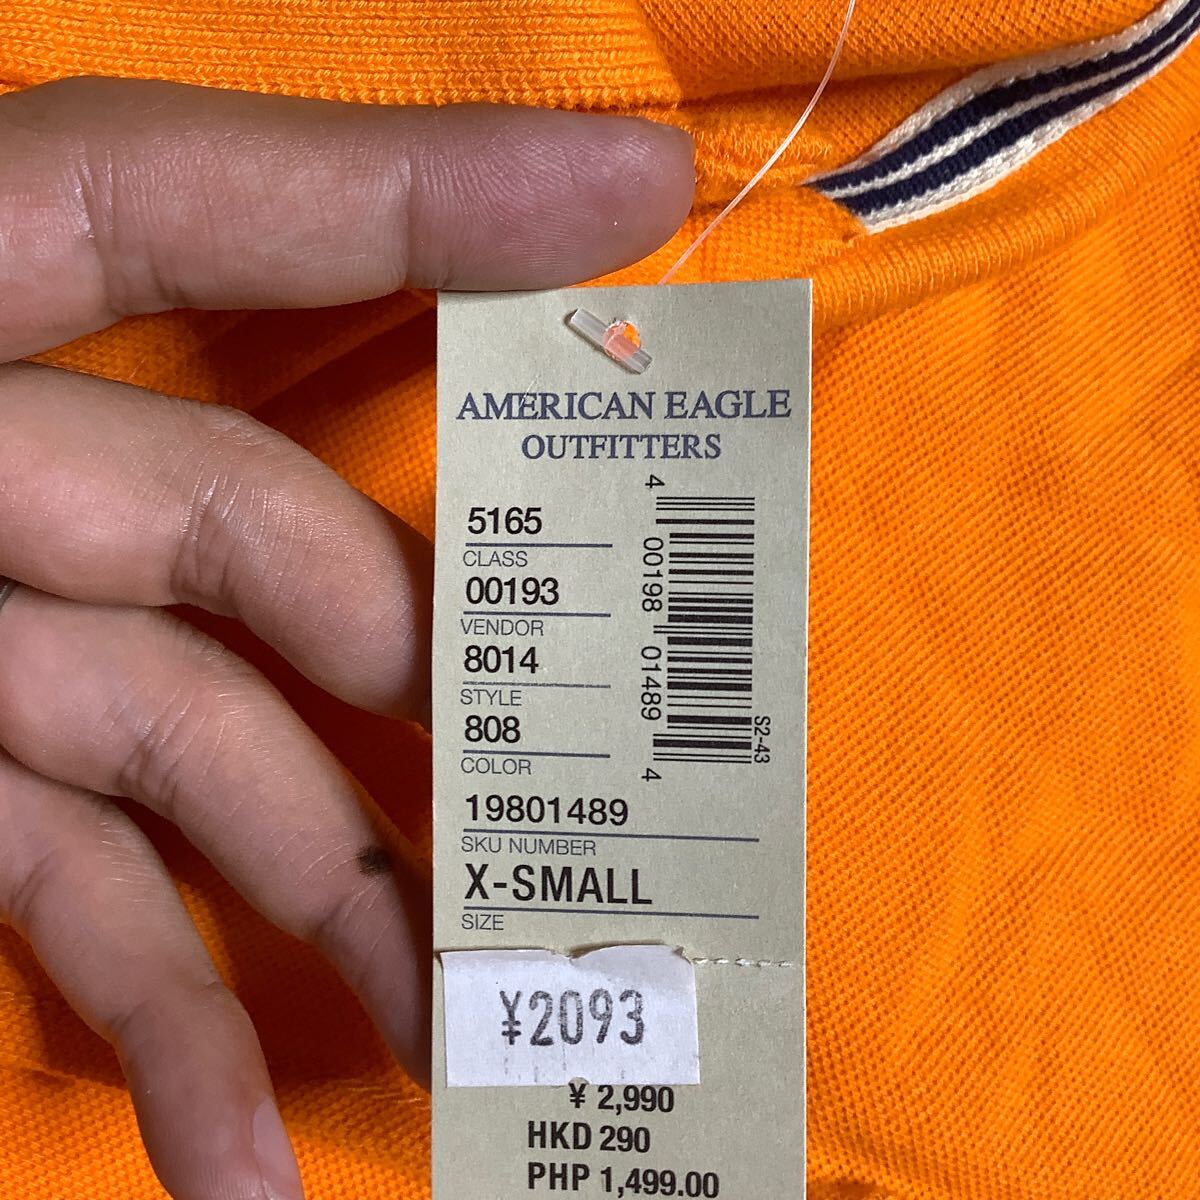 AMERICAN EAGLE
OUTFITTERS
5165
CLASS
00193
VENDOR
8014
STYLE
808
COLOR
4 00198 01489 4
S2-43
19801489
SKU NUMBER
X-SMALL
SIZE
¥2093
¥ 2,990
HKD 290
PHP 1,499.00